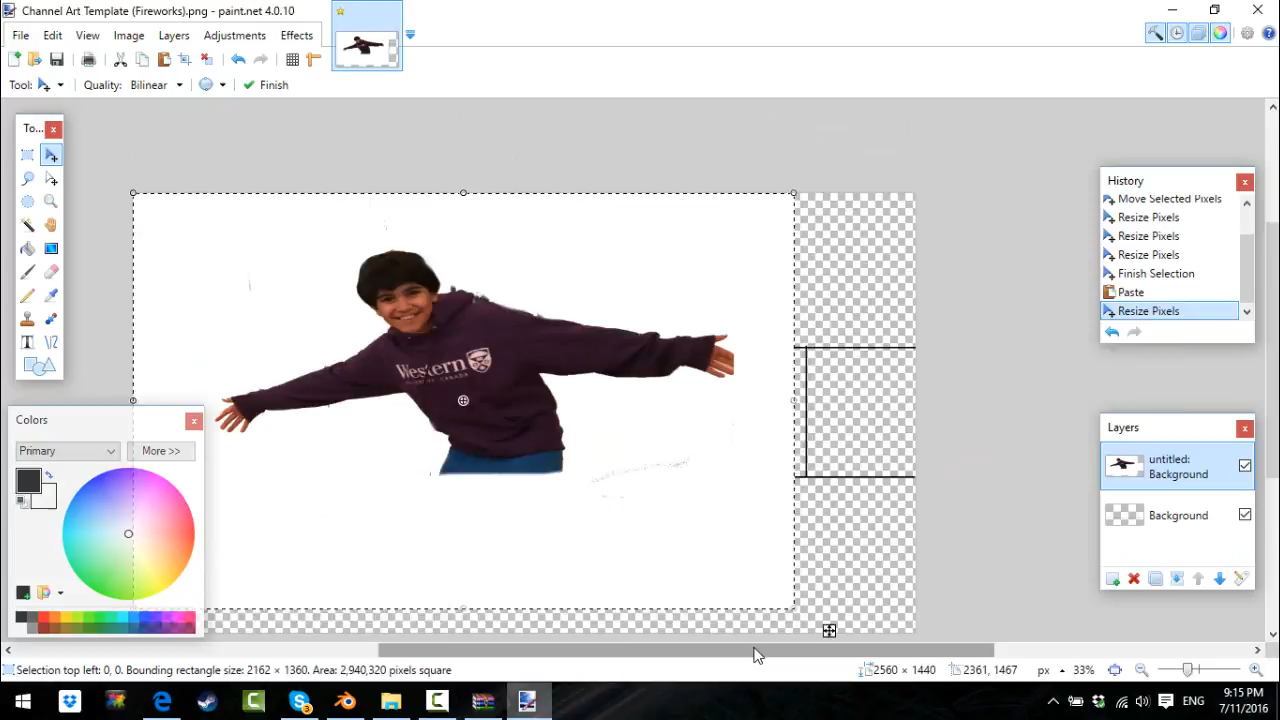 Channel Art Template (Fireworks).png - paint.net 4.0.10
File Edit View Image Layers Adjustments Effects
Tool: Quality: Bilinear Finish
To...
History
Move Selected Pixels
Resize Pixels
Resize Pixels
Resize Pixels
Finish Selection
Paste
Resize Pixels
Western
Colors
Primary More >>
Layers
untitled:
Background
Background
Selection top left: 0, 0. Bounding rectangle size: 2162 × 1360. Area: 2,940,320 pixels square 2560 × 1440 2361, 1467 px 33%
ENG 9:15 PM
7/11/2016